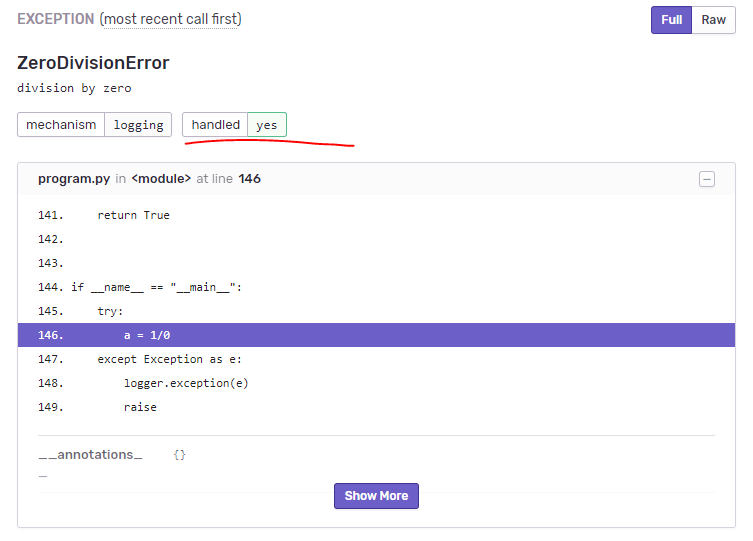 EXCEPTION (most recent call first)
Full Raw
ZeroDivisionError
division by zero
mechanism logging handled yes
program.py in <module> at line 146
141. return True
142.
143.
144. if __name__ == "__main__":
145. try:
146. a = 1/0
147. except Exception as e:
148. logger.exception(e)
149. raise
__annotations_ {}
_
Show More